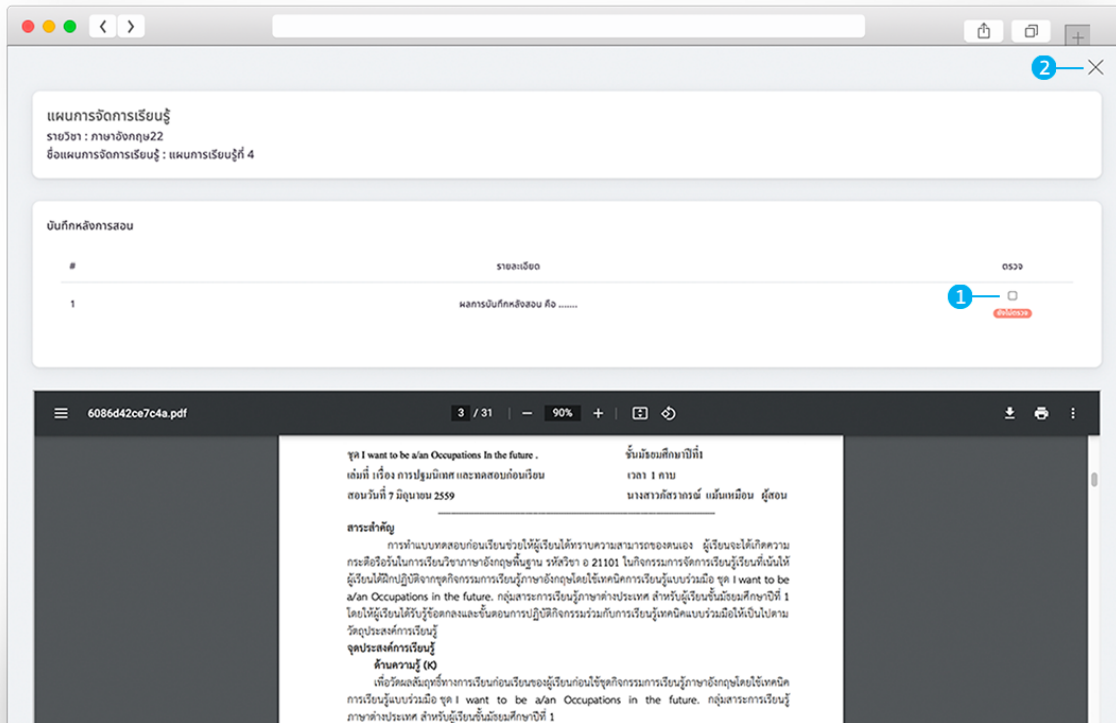 2
แผนการจัดการเรียนรู้
รายวิชา : ภาษาอังกฤษ22
ชื่อแผนการจัดการเรียนรู้ : แผนการเรียนรู้ที่ 4
บันทึกหลังการสอน
# รายละเอียด ตรวจ
1 ผลการบันทึกหลังสอน คือ ....... 1
ยังไม่ตรวจ
6086d42ce7c4a.pdf 3 / 31 | − 90% + |
ชุด I want to be a/an Occupations In the future . ชั้นมัธยมศึกษาปีที่1
เล่มที่ 1เรื่อง การปฐมนิเทศ และทดสอบก่อนเรียน เวลา 1 คาบ
สอนวันที่ 7 มิถุนายน 2559 นางสาวภัสราภรณ์ แม้นเหมือน ผู้สอน
สาระสำคัญ
การทำแบบทดสอบก่อนเรียนช่วยให้ผู้เรียนได้ทราบความสามารถของตนเอง ผู้เรียนจะได้เกิดความ
กระตือรือร้นในการเรียนวิชาภาษาอังกฤษพื้นฐาน รหัสวิชา อ 21101 ในกิจกรรมการจัดการเรียนรู้เรียนที่เน้นให้
ผู้เรียนได้ฝึกปฏิบัติจากชุดกิจกรรมการเรียนรู้ภาษาอังกฤษโดยใช้เทคนิคการเรียนรู้แบบร่วมมือ ชุด I want to be
a/an Occupations in the future. กลุ่มสาระการเรียนรู้ภาษาต่างประเทศ สำหรับผู้เรียนชั้นมัธยมศึกษาปีที่ 1
โดยให้ผู้เรียนได้รับรู้ข้อตกลงและขั้นตอนการปฏิบัติกิจกรรมร่วมกับการเรียนรู้เทคนิคแบบร่วมมือให้เป็นไปตาม
วัตถุประสงค์การเรียนรู้
จุดประสงค์การเรียนรู้
ด้านความรู้ (K)
เพื่อวัดผลสัมฤทธิ์ทางการเรียนก่อนเรียนของผู้เรียนก่อนใช้ชุดกิจกรรมการเรียนรู้ภาษาอังกฤษโดยใช้เทคนิค
การเรียนรู้แบบร่วมมือ ชุด I want to be a/an Occupations in the future. กลุ่มสาระการเรียนรู้
ภาษาต่างประเทศ สำหรับผู้เรียนชั้นมัธยมศึกษาปีที่ 1